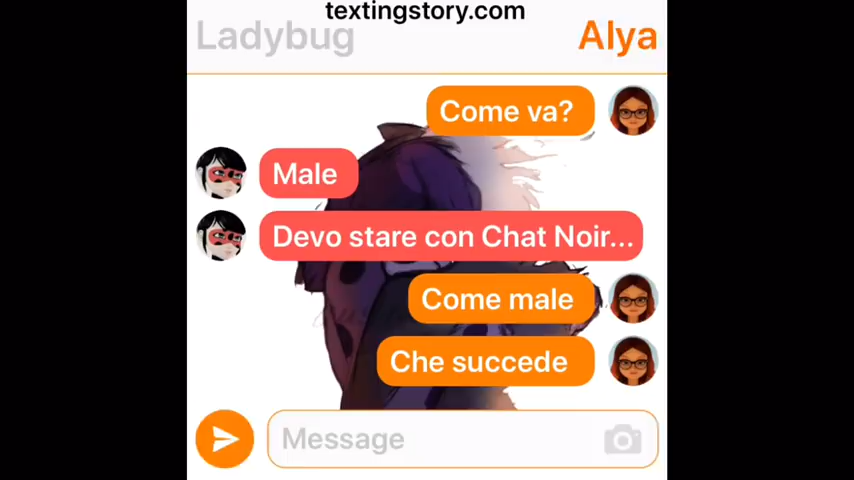 textingstory.com
Ladybug
Alya
Come va?
Male
Devo stare con Chat Noir...
Come male
Che succede
Message